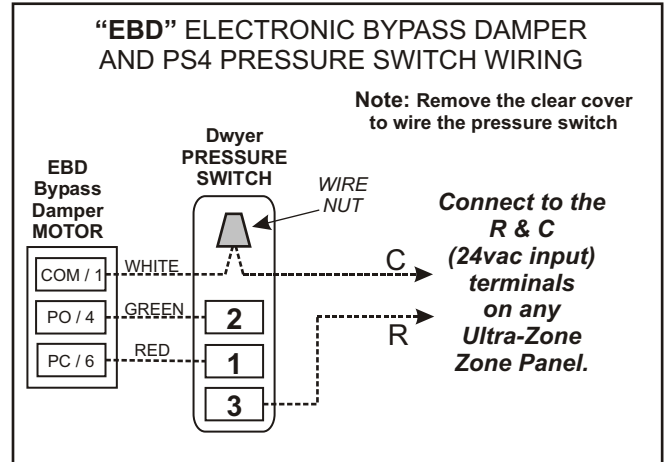 “EBD” ELECTRONIC BYPASS DAMPER
AND PS4 PRESSURE SWITCH WIRING
Note: Remove the clear cover
to wire the pressure switch
Dwyer
PRESSURE
SWITCH
EBD
Bypass
Damper
MOTOR
WIRE
NUT
COM / 1
WHITE
PO / 4
GREEN
2
PC / 6
RED
1
3
C
R
Connect to the
R & C
(24vac input)
terminals
on any
Ultra-Zone
Zone Panel.